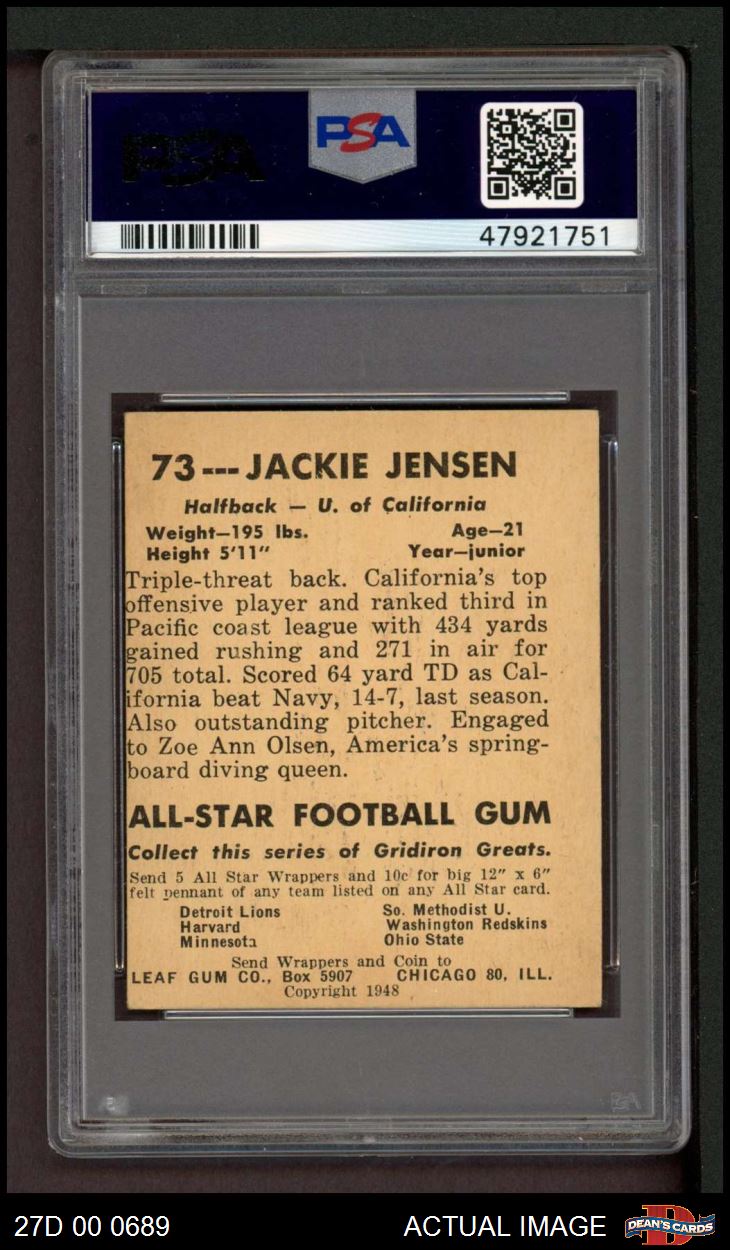 PSA
PSA
47921751
73---JACKIE JENSEN
Halfback — U. of California
Weight—195 lbs. Age—21
Height 5'11" Year—junior
Triple-threat back. California's top
offensive player and ranked third in
Pacific coast league with 434 yards
gained rushing and 271 in air for
705 total. Scored 64 yard TD as Cal-
ifornia beat Navy, 14-7, last season.
Also outstanding pitcher. Engaged
to Zoe Ann Olsen, America's spring-
board diving queen.
ALL-STAR FOOTBALL GUM
Collect this series of Gridiron Greats.
Send 5 All Star Wrappers and 10c for big 12" x 6"
felt pennant of any team listed on any All Star card.
Detroit Lions So. Methodist U.
Harvard Washington Redskins
Minnesota Ohio State
Send Wrappers and Coin to
LEAF GUM CO., Box 5907 CHICAGO 80, ILL.
Copyright 1948
27D 00 0689 ACTUAL IMAGE DEAN'S CARDS